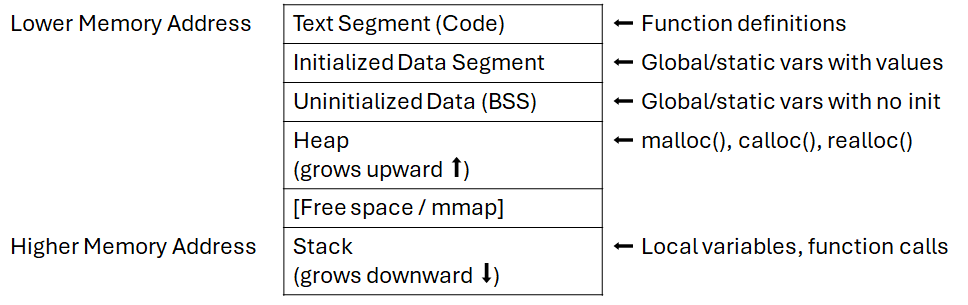 Lower Memory Address Text Segment (Code) ← Function definitions
Initialized Data Segment ← Global/static vars with values
Uninitialized Data (BSS) ← Global/static vars with no init
Heap ← malloc(), calloc(), realloc()
(grows upward ↑)
[Free space / mmap]
Higher Memory Address Stack ← Local variables, function calls
(grows downward ↓)